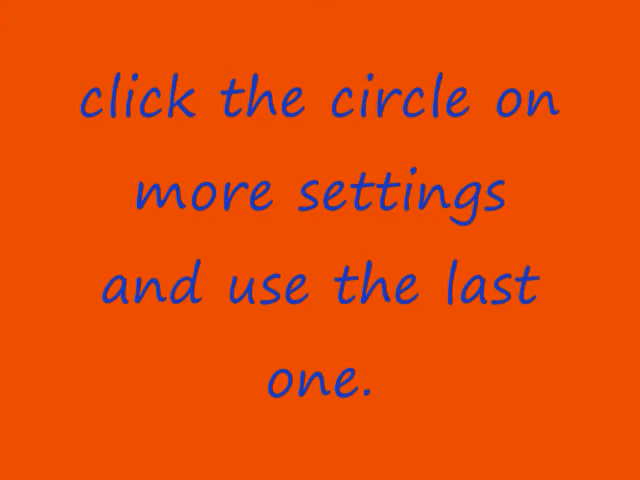 click the circle on
more settings
and use the last
one.